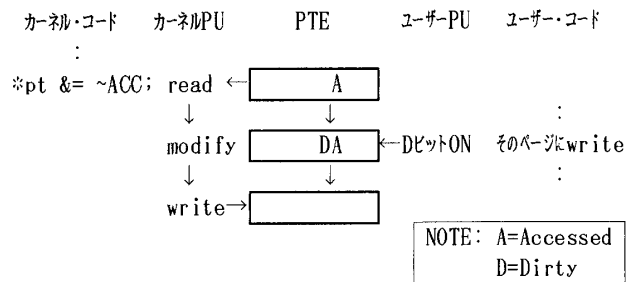 カーネル・コード カーネルPU PTE ユーザーPU ユーザー・コード
:
*pt &= ~ACC; read ← A
↓ ↓ :
modify DA ←DビットON そのページにwrite
↓ ↓ :
write→
NOTE: A=Accessed
D=Dirty